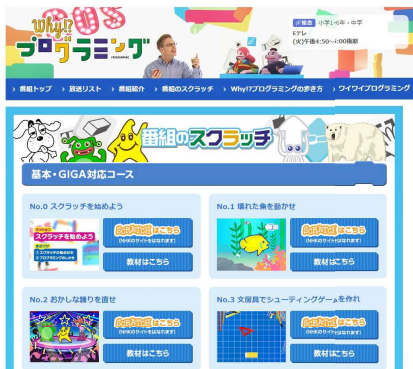 Why!?
プログラミング
PROGRAMMING
総合 小学1-6年・中学
Eテレ
(火)午後4:50〜5:00後期
› 番組トップ › 放送リスト › 番組紹介 › 番組のスクラッチ › Why!?プログラミングの歩き方 › ワイワイプログラミング
番組のスクラッチ
基本・GIGA対応コース
No.0 スクラッチを始めよう
スクラッチを始めよう
SCRATCHはこちら
(NHKのサイトをはなれます)
教材はこちら
No.1 壊れた魚を動かせ
SCRATCHはこちら
(NHKのサイトをはなれます)
教材はこちら
No.2 おかしな踊りを直せ
SCRATCHはこちら
(NHKのサイトをはなれます)
教材はこちら
No.3 文房具でシューティングゲームを作れ
SCRATCHはこちら
(NHKのサイトをはなれます)
教材はこちら